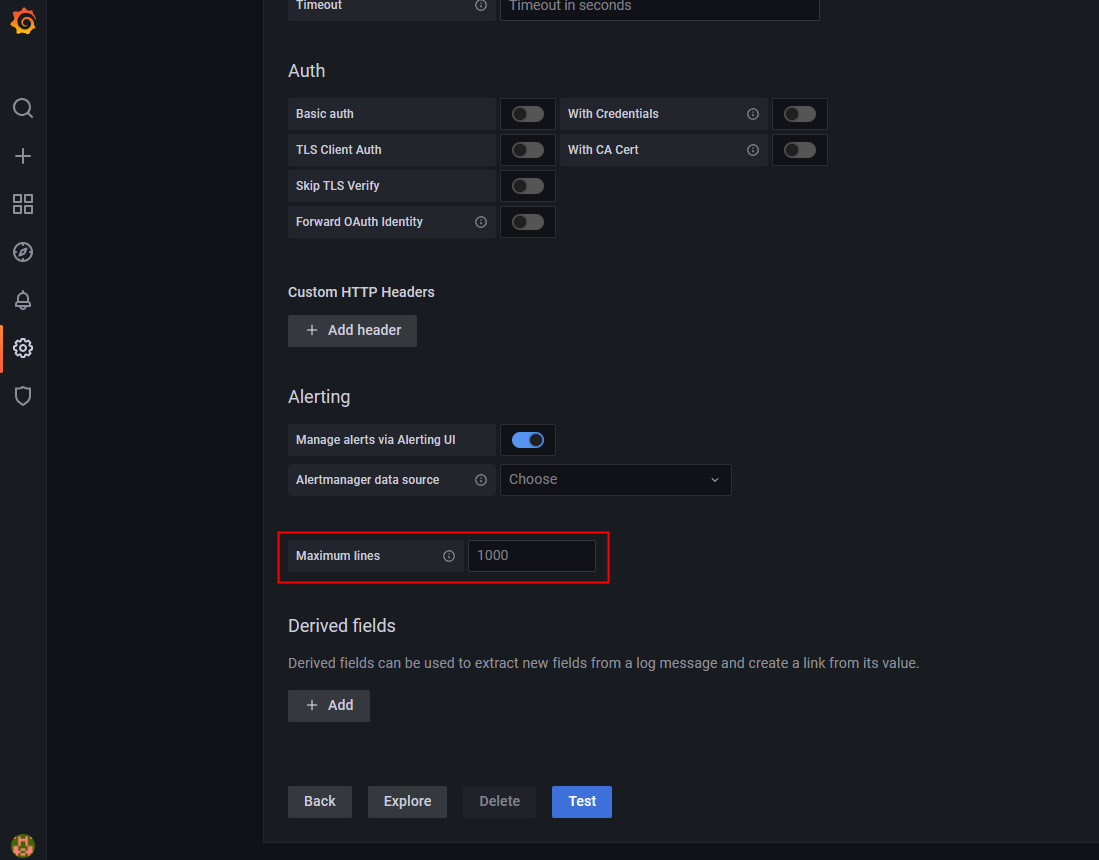 Timeout Timeout in seconds
Auth
Basic auth With Credentials
TLS Client Auth With CA Cert
Skip TLS Verify
Forward OAuth Identity
Custom HTTP Headers
+ Add header
Alerting
Manage alerts via Alerting UI
Alertmanager data source Choose
Maximum lines 1000
Derived fields
Derived fields can be used to extract new fields from a log message and create a link from its value.
+ Add
Back Explore Delete Test